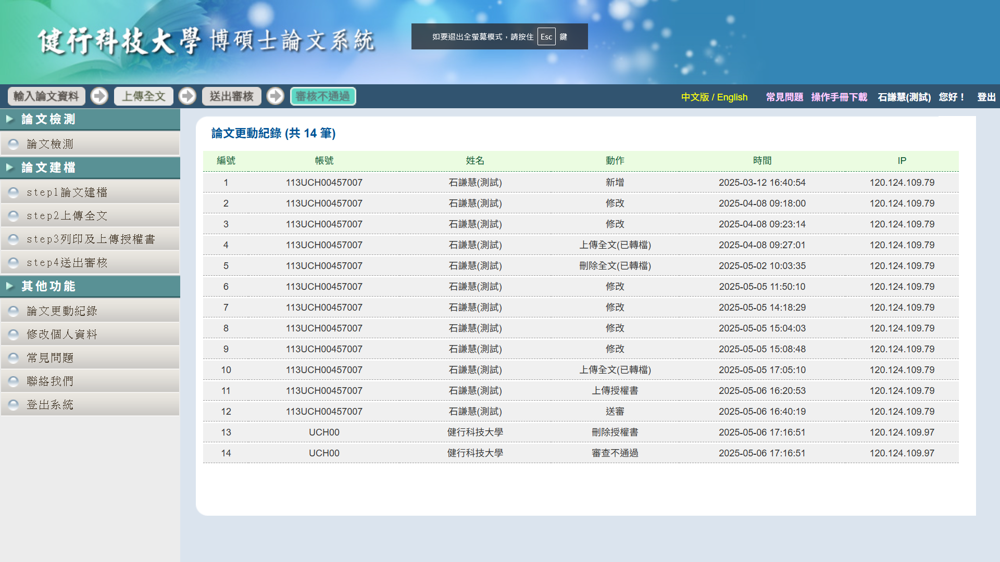 健行科技大學 博碩士論文系統
如要退出全螢幕模式，請按住 Esc 鍵
輸入論文資料 上傳全文 送出審核 審核不通過 中文版 / English 常見問題 操作手冊下載 石謙慧(測試) 您好！ 登出
論文檢測
論文檢測
論文建檔
step1論文建檔
step2上傳全文
step3列印及上傳授權書
step4送出審核
其他功能
論文更動紀錄
修改個人資料
常見問題
聯絡我們
登出系統
論文更動紀錄 (共 14 筆)
編號 帳號 姓名 動作 時間 IP
1 113UCH00457007 石謙慧(測試) 新增 2025-03-12 16:40:54 120.124.109.79
2 113UCH00457007 石謙慧(測試) 修改 2025-04-08 09:18:00 120.124.109.79
3 113UCH00457007 石謙慧(測試) 修改 2025-04-08 09:23:14 120.124.109.79
4 113UCH00457007 石謙慧(測試) 上傳全文(已轉檔) 2025-04-08 09:27:01 120.124.109.79
5 113UCH00457007 石謙慧(測試) 刪除全文(已轉檔) 2025-05-02 10:03:35 120.124.109.79
6 113UCH00457007 石謙慧(測試) 修改 2025-05-05 11:50:10 120.124.109.79
7 113UCH00457007 石謙慧(測試) 修改 2025-05-05 14:18:29 120.124.109.79
8 113UCH00457007 石謙慧(測試) 修改 2025-05-05 15:04:03 120.124.109.79
9 113UCH00457007 石謙慧(測試) 修改 2025-05-05 15:08:48 120.124.109.79
10 113UCH00457007 石謙慧(測試) 上傳全文(已轉檔) 2025-05-05 17:05:10 120.124.109.79
11 113UCH00457007 石謙慧(測試) 上傳授權書 2025-05-06 16:20:53 120.124.109.79
12 113UCH00457007 石謙慧(測試) 送審 2025-05-06 16:40:19 120.124.109.79
13 UCH00 健行科技大學 刪除授權書 2025-05-06 17:16:51 120.124.109.97
14 UCH00 健行科技大學 審查不通過 2025-05-06 17:16:51 120.124.109.97